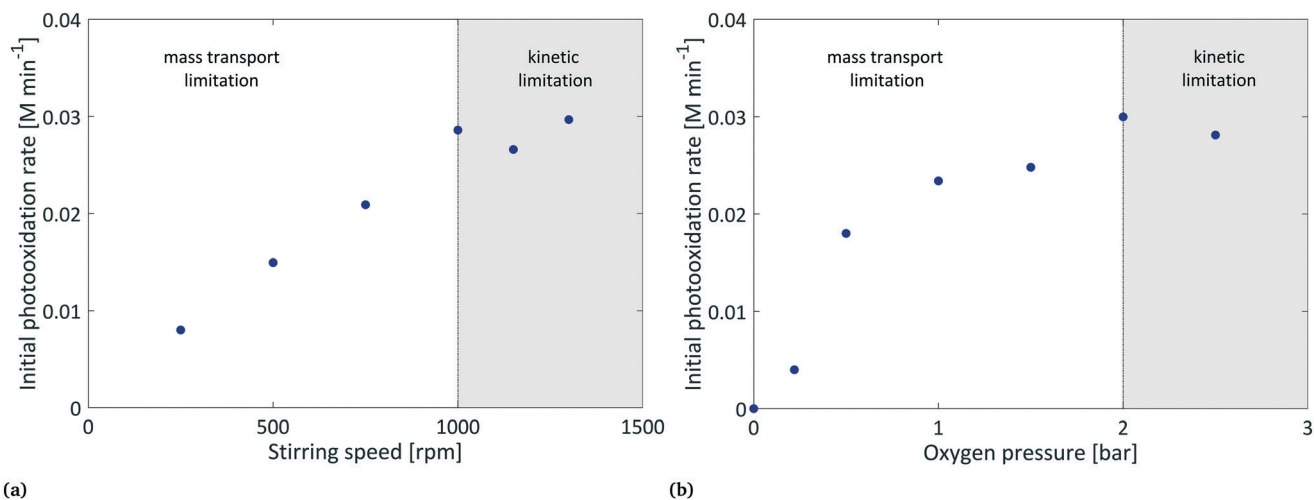 0.04
0.03
0.02
0.01
0
Initial photooxidation rate [M min⁻¹]
mass transport
limitation
kinetic
limitation
0 500 1000 1500
Stirring speed [rpm]
(a)
0.04
0.03
0.02
0.01
0
Initial photooxidation rate [M min⁻¹]
mass transport
limitation
kinetic
limitation
0 1 2 3
Oxygen pressure [bar]
(b)